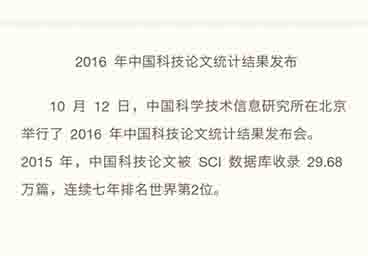 2016 年中国科技论文统计结果发布
10 月 12 日，中国科学技术信息研究所在北京
举行了 2016 年中国科技论文统计结果发布会。
2015 年，中国科技论文被 SCI 数据库收录 29.68
万篇，连续七年排名世界第2位。